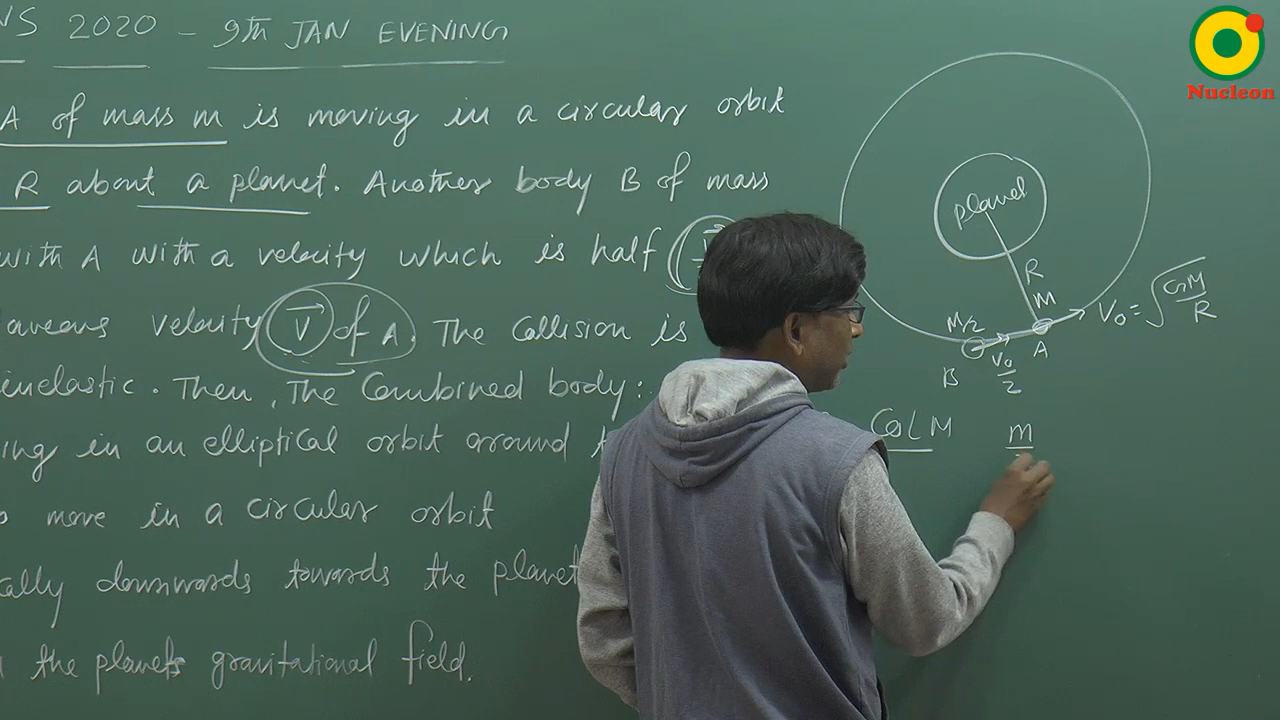 NS 2020 - 9th JAN EVENING
A of mass m is moving in a circular orbit
R about a planet. Another body B of mass
with A with a velocity which is half
aneous velocity V⃗ of A. The Collision is
inelastic. Then, The Combined body:
ing in an elliptical orbit around
move in a circular orbit
cally downwards towards the planet
the planets gravitational field.
Nucleon
planet
R
M
V₀ = √GM/R
M/2
A
V₀/2
B
COLM
m